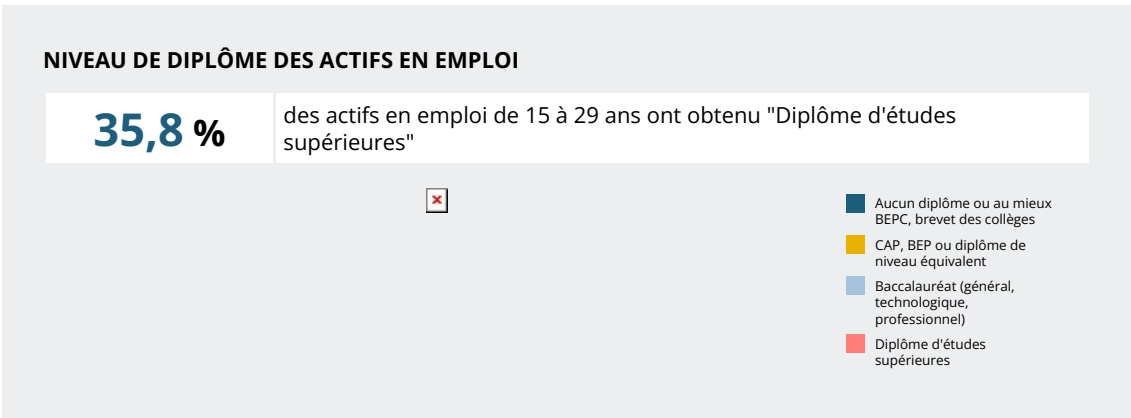 NIVEAU DE DIPLÔME DES ACTIFS EN EMPLOI
35,8 %
des actifs en emploi de 15 à 29 ans ont obtenu "Diplôme d'études
supérieures"
Aucun diplôme ou au mieux
BEPC, brevet des collèges
CAP, BEP ou diplôme de
niveau équivalent
Baccalauréat (général,
technologique,
professionnel)
Diplôme d'études
supérieures